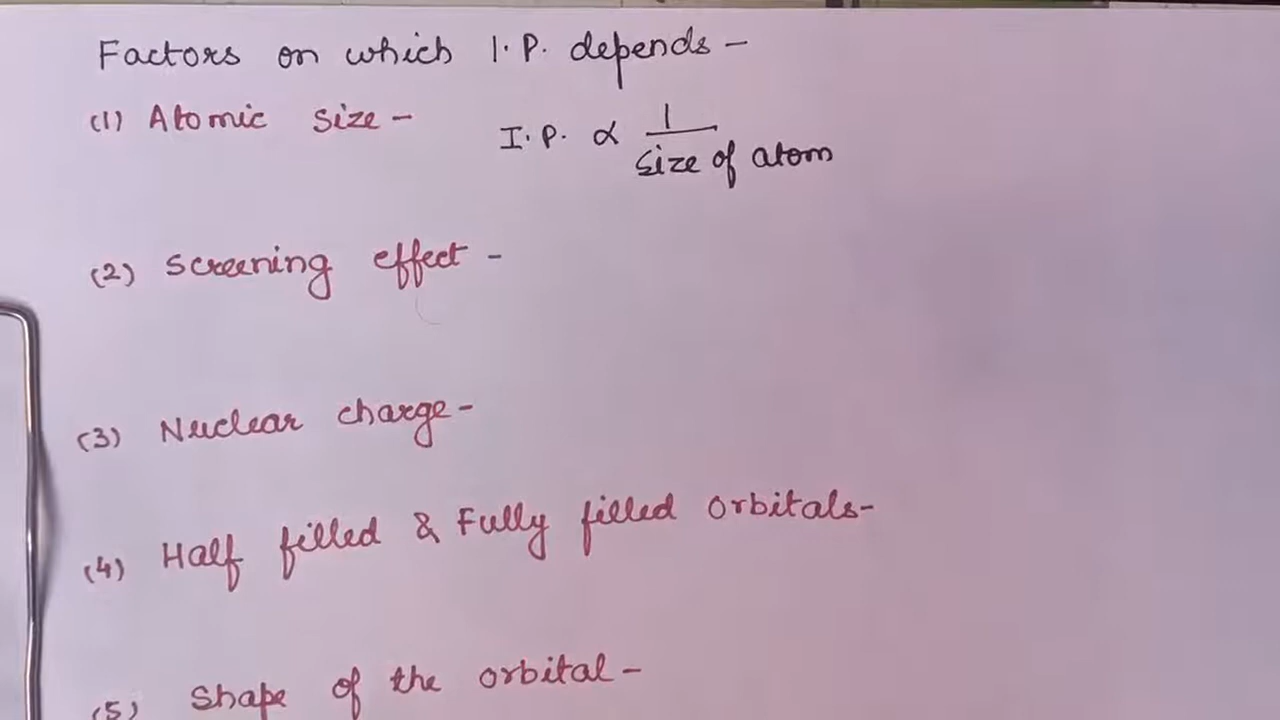 Factors on which I.P. depends -
(1) Atomic size - I.P. ∝ 1/size of atom
(2) Screening effect -
(3) Nuclear charge -
(4) Half filled & Fully filled orbitals -
(5) Shape of the orbital -